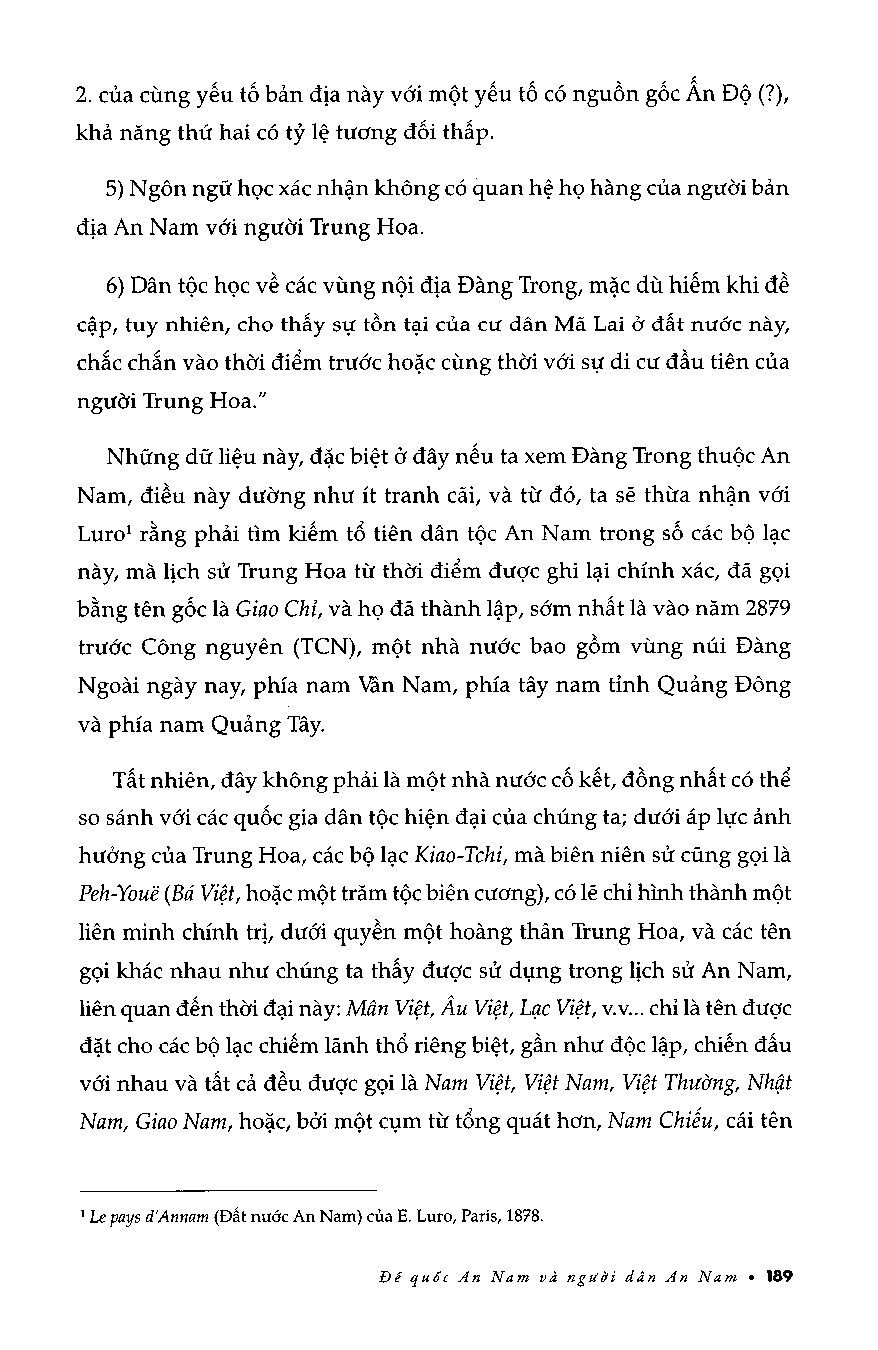 2. của cùng yếu tố bản địa này với một yếu tố có nguồn gốc Ấn Độ (?),
khả năng thứ hai có tỷ lệ tương đối thấp.
5) Ngôn ngữ học xác nhận không có quan hệ họ hàng của người bản
địa An Nam với người Trung Hoa.
6) Dân tộc học về các vùng nội địa Đàng Trong, mặc dù hiếm khi đề
cập, tuy nhiên, cho thấy sự tồn tại của cư dân Mã Lai ở đất nước này,
chắc chắn vào thời điểm trước hoặc cùng thời với sự di cư đầu tiên của
người Trung Hoa."
Những dữ liệu này, đặc biệt ở đây nếu ta xem Đàng Trong thuộc An
Nam, điều này dường như ít tranh cãi, và từ đó, ta sẽ thừa nhận với
Luro¹ rằng phải tìm kiếm tổ tiên dân tộc An Nam trong số các bộ lạc
này, mà lịch sử Trung Hoa từ thời điểm được ghi lại chính xác, đã gọi
bằng tên gốc là Giao Chỉ, và họ đã thành lập, sớm nhất là vào năm 2879
trước Công nguyên (TCN), một nhà nước bao gồm vùng núi Đàng
Ngoài ngày nay, phía nam Vân Nam, phía tây nam tỉnh Quảng Đông
và phía nam Quảng Tây.
Tất nhiên, đây không phải là một nhà nước cố kết, đồng nhất có thể
so sánh với các quốc gia dân tộc hiện đại của chúng ta; dưới áp lực ảnh
hưởng của Trung Hoa, các bộ lạc Kiao-Tchi, mà biên niên sử cũng gọi là
Peh-Youë (Bá Việt, hoặc một trăm tộc biên cương), có lẽ chỉ hình thành một
liên minh chính trị, dưới quyền một hoàng thân Trung Hoa, và các tên
gọi khác nhau như chúng ta thấy được sử dụng trong lịch sử An Nam,
liên quan đến thời đại này: Mân Việt, Âu Việt, Lạc Việt, v.v... chỉ là tên được
đặt cho các bộ lạc chiếm lãnh thổ riêng biệt, gần như độc lập, chiến đấu
với nhau và tất cả đều được gọi là Nam Việt, Việt Nam, Việt Thường, Nhật
Nam, Giao Nam, hoặc, bởi một cụm từ tổng quát hơn, Nam Chiếu, cái tên
¹ Le pays d'Annam (Đất nước An Nam) của E. Luro, Paris, 1878.
Đế quốc An Nam và người dân An Nam • 189